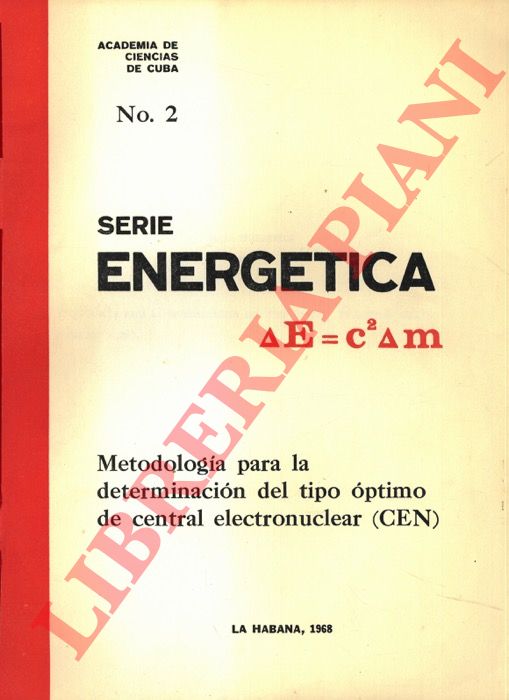 ACADEMIA DE
CIENCIAS
DE CUBA
No. 2
SERIE
ENERGETICA
ΔE=c²Δm
Metodología para la
determinación del tipo óptimo
de central electronuclear (CEN)
LA HABANA, 1968
LIBRERIA PIANI